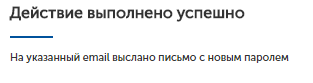 Действие выполнено успешно
На указанный email выслано письмо с новым паролем